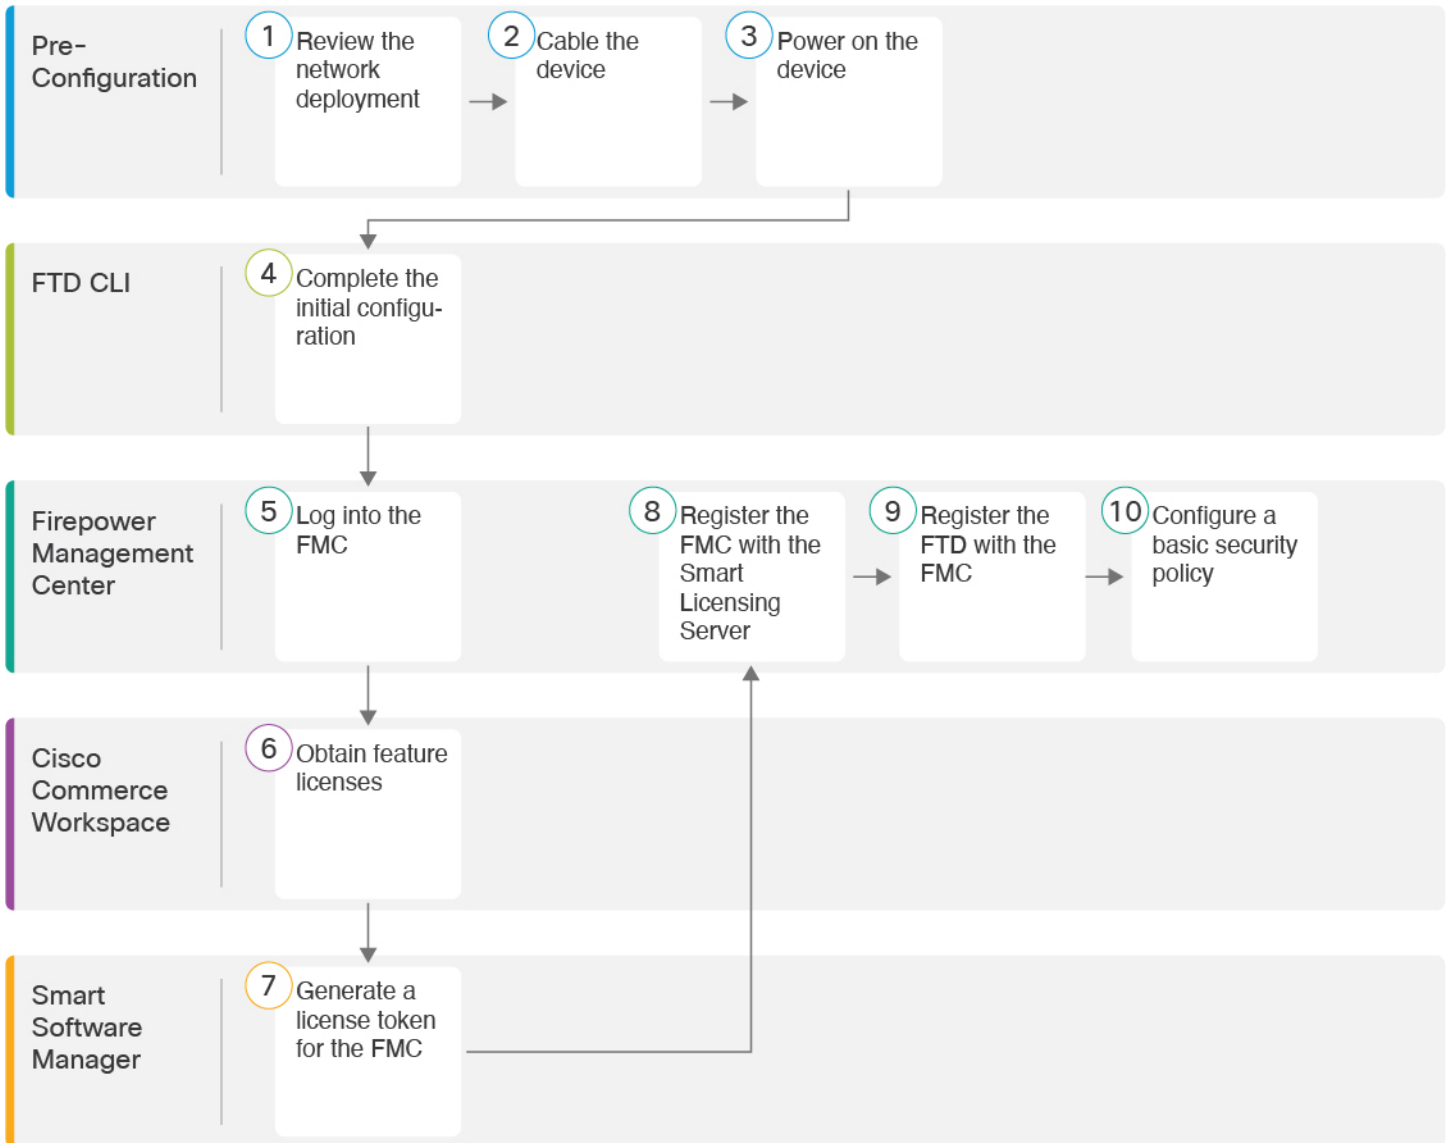 Pre-
Configuration
1
Review the
network
deployment
2
Cable the
device
3
Power on the
device
FTD CLI
4
Complete the
initial configu-
ration
Firepower
Management
Center
5
Log into the
FMC
8
Register the
FMC with the
Smart
Licensing
Server
9
Register the
FTD with the
FMC
10
Configure a
basic security
policy
Cisco
Commerce
Workspace
6
Obtain feature
licenses
Smart
Software
Manager
7
Generate a
license token
for the FMC